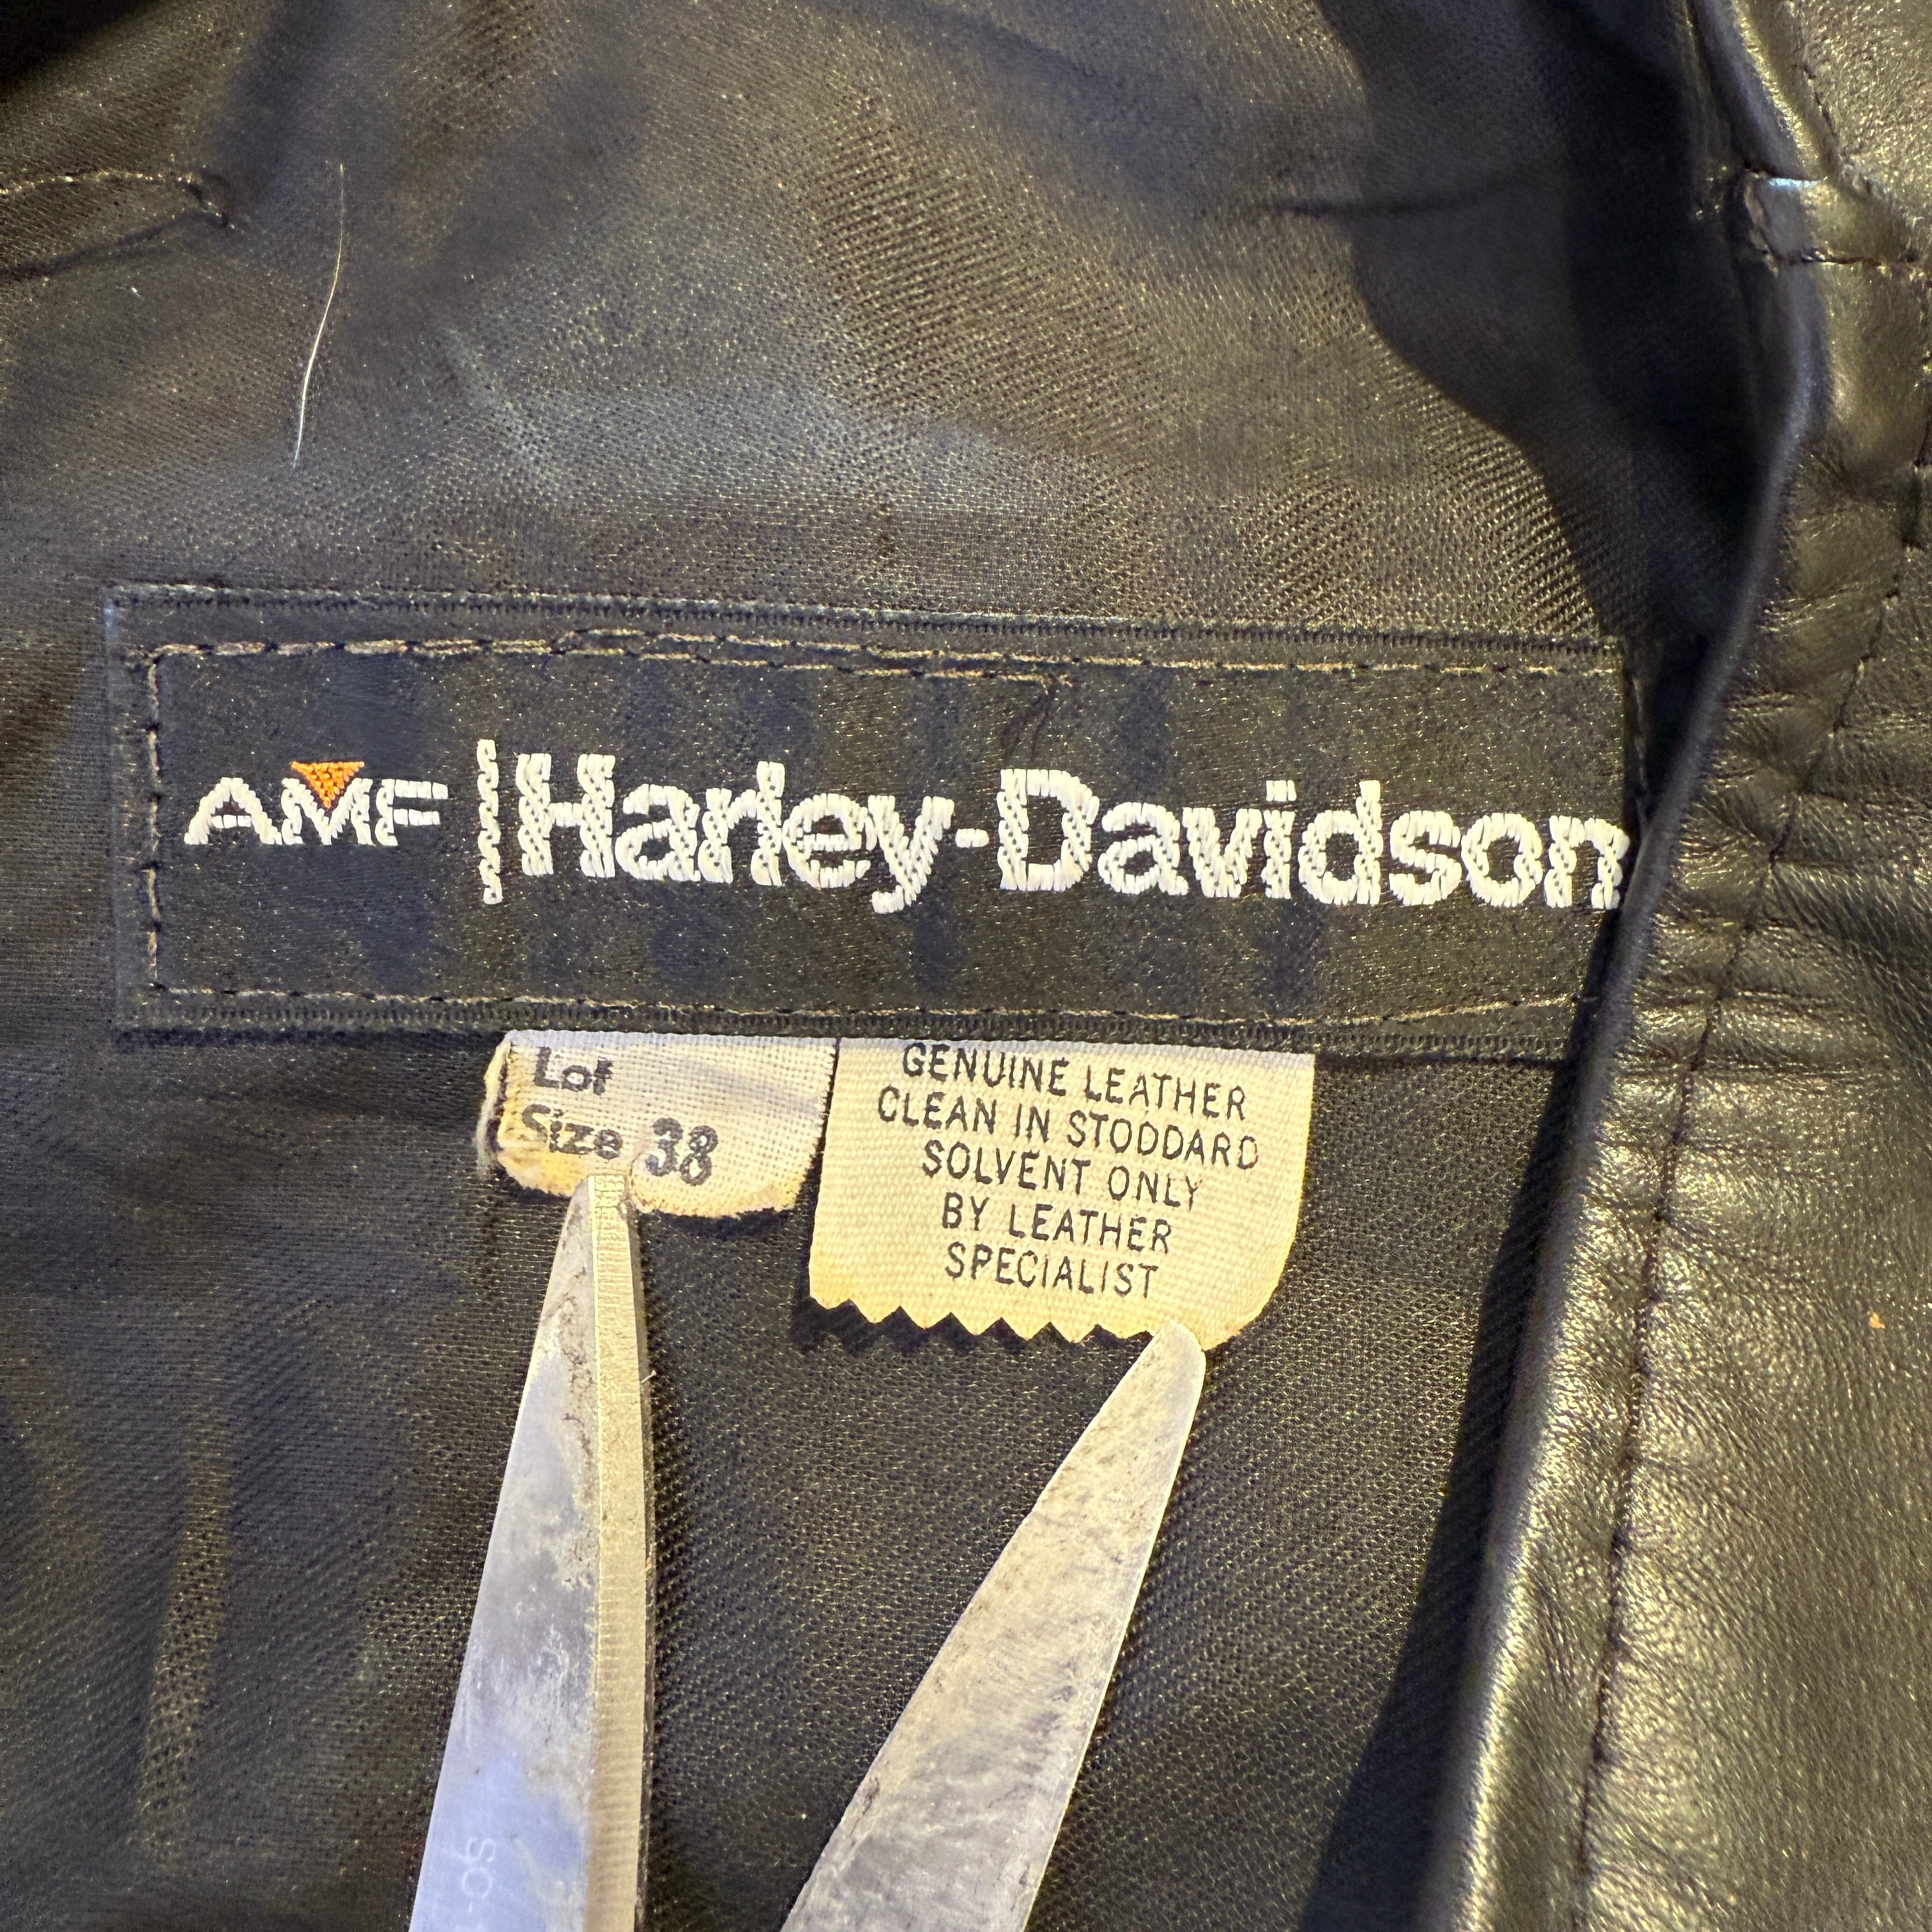 AMF | Harley-Davidson
Lot
Size 38
GENUINE LEATHER
CLEAN IN STODDARD
SOLVENT ONLY
BY LEATHER
SPECIALIST